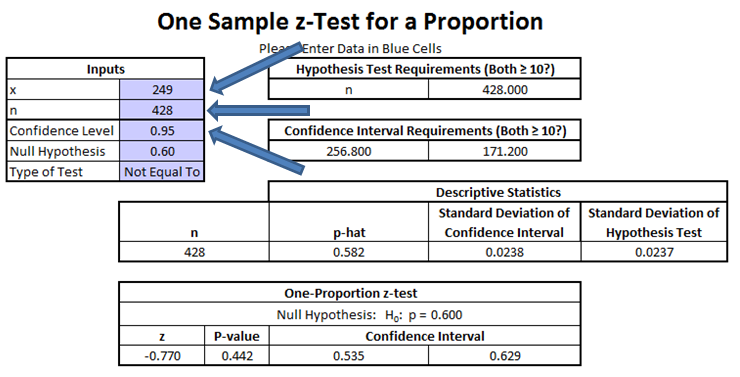 One Sample z-Test for a Proportion
Please Enter Data in Blue Cells
Inputs
x 249
n 428
Confidence Level 0.95
Null Hypothesis 0.60
Type of Test Not Equal To
Hypothesis Test Requirements (Both ≥ 10?)
n 428.000
Confidence Interval Requirements (Both ≥ 10?)
256.800 171.200
Descriptive Statistics
n p-hat Standard Deviation of Confidence Interval Standard Deviation of Hypothesis Test
428 0.582 0.0238 0.0237
One-Proportion z-test
Null Hypothesis: H₀: p = 0.600
z P-value Confidence Interval
-0.770 0.442 0.535 0.629